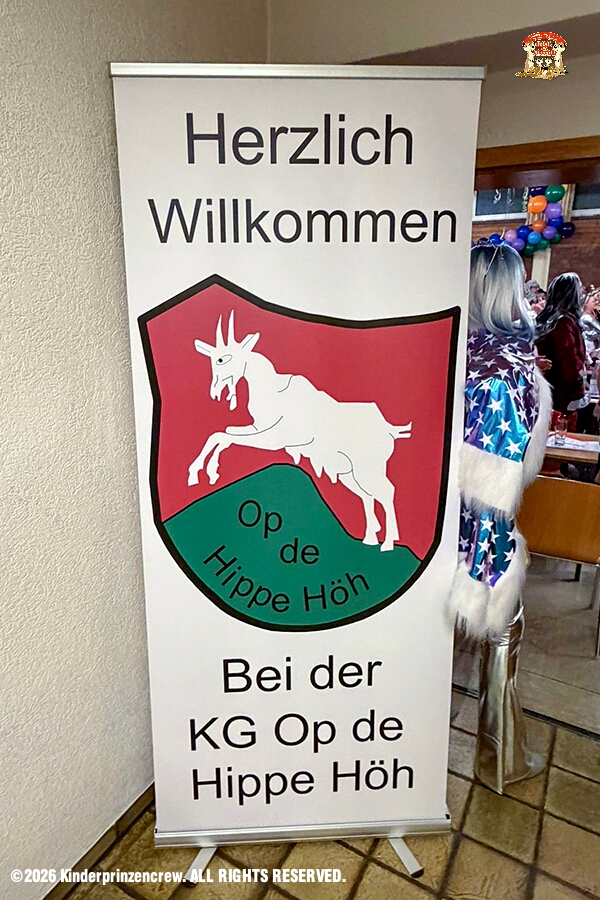 Herzlich
Willkommen
Op
de
Hippe Höh
Bei der
KG Op de
Hippe Höh
©2026 Kinderprinzencrew. ALL RIGHTS RESERVED.